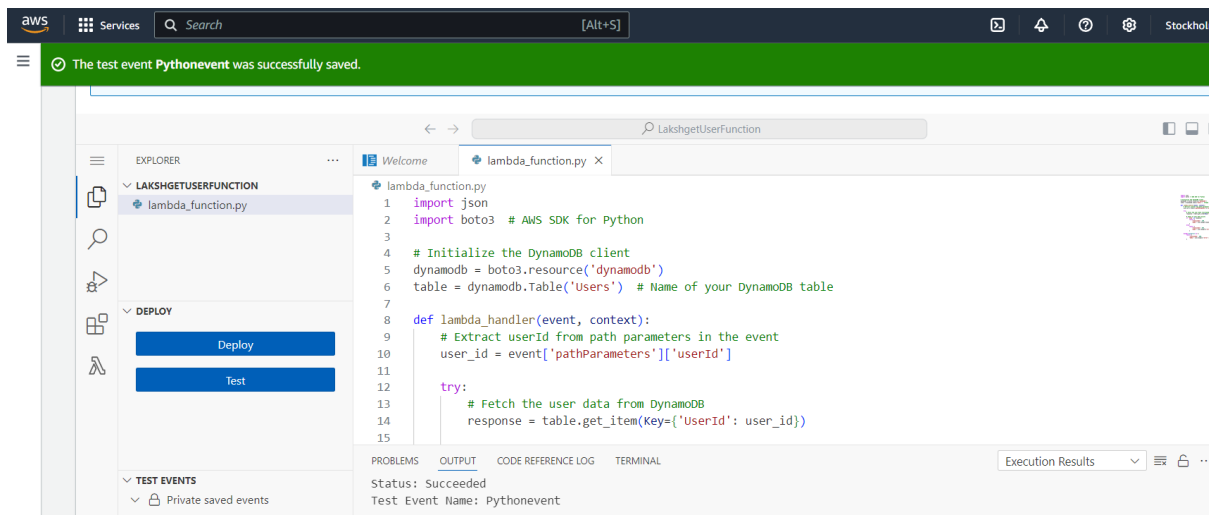 aws Services Search [Alt+S] Stockhol
The test event Pythonevent was successfully saved.
LakshgetUserFunction
EXPLORER
LAKSHGETUSERFUNCTION
lambda_function.py
DEPLOY
Deploy
Test
TEST EVENTS
Private saved events
Welcome lambda_function.py
lambda_function.py
1 import json
2 import boto3  # AWS SDK for Python
3
4 # Initialize the DynamoDB client
5 dynamodb = boto3.resource('dynamodb')
6 table = dynamodb.Table('Users')  # Name of your DynamoDB table
7
8 def lambda_handler(event, context):
9     # Extract userId from path parameters in the event
10     user_id = event['pathParameters']['userId']
11
12     try:
13         # Fetch the user data from DynamoDB
14         response = table.get_item(Key={'UserId': user_id})
15
PROBLEMS OUTPUT CODE REFERENCE LOG TERMINAL Execution Results
Status: Succeeded
Test Event Name: Pythonevent